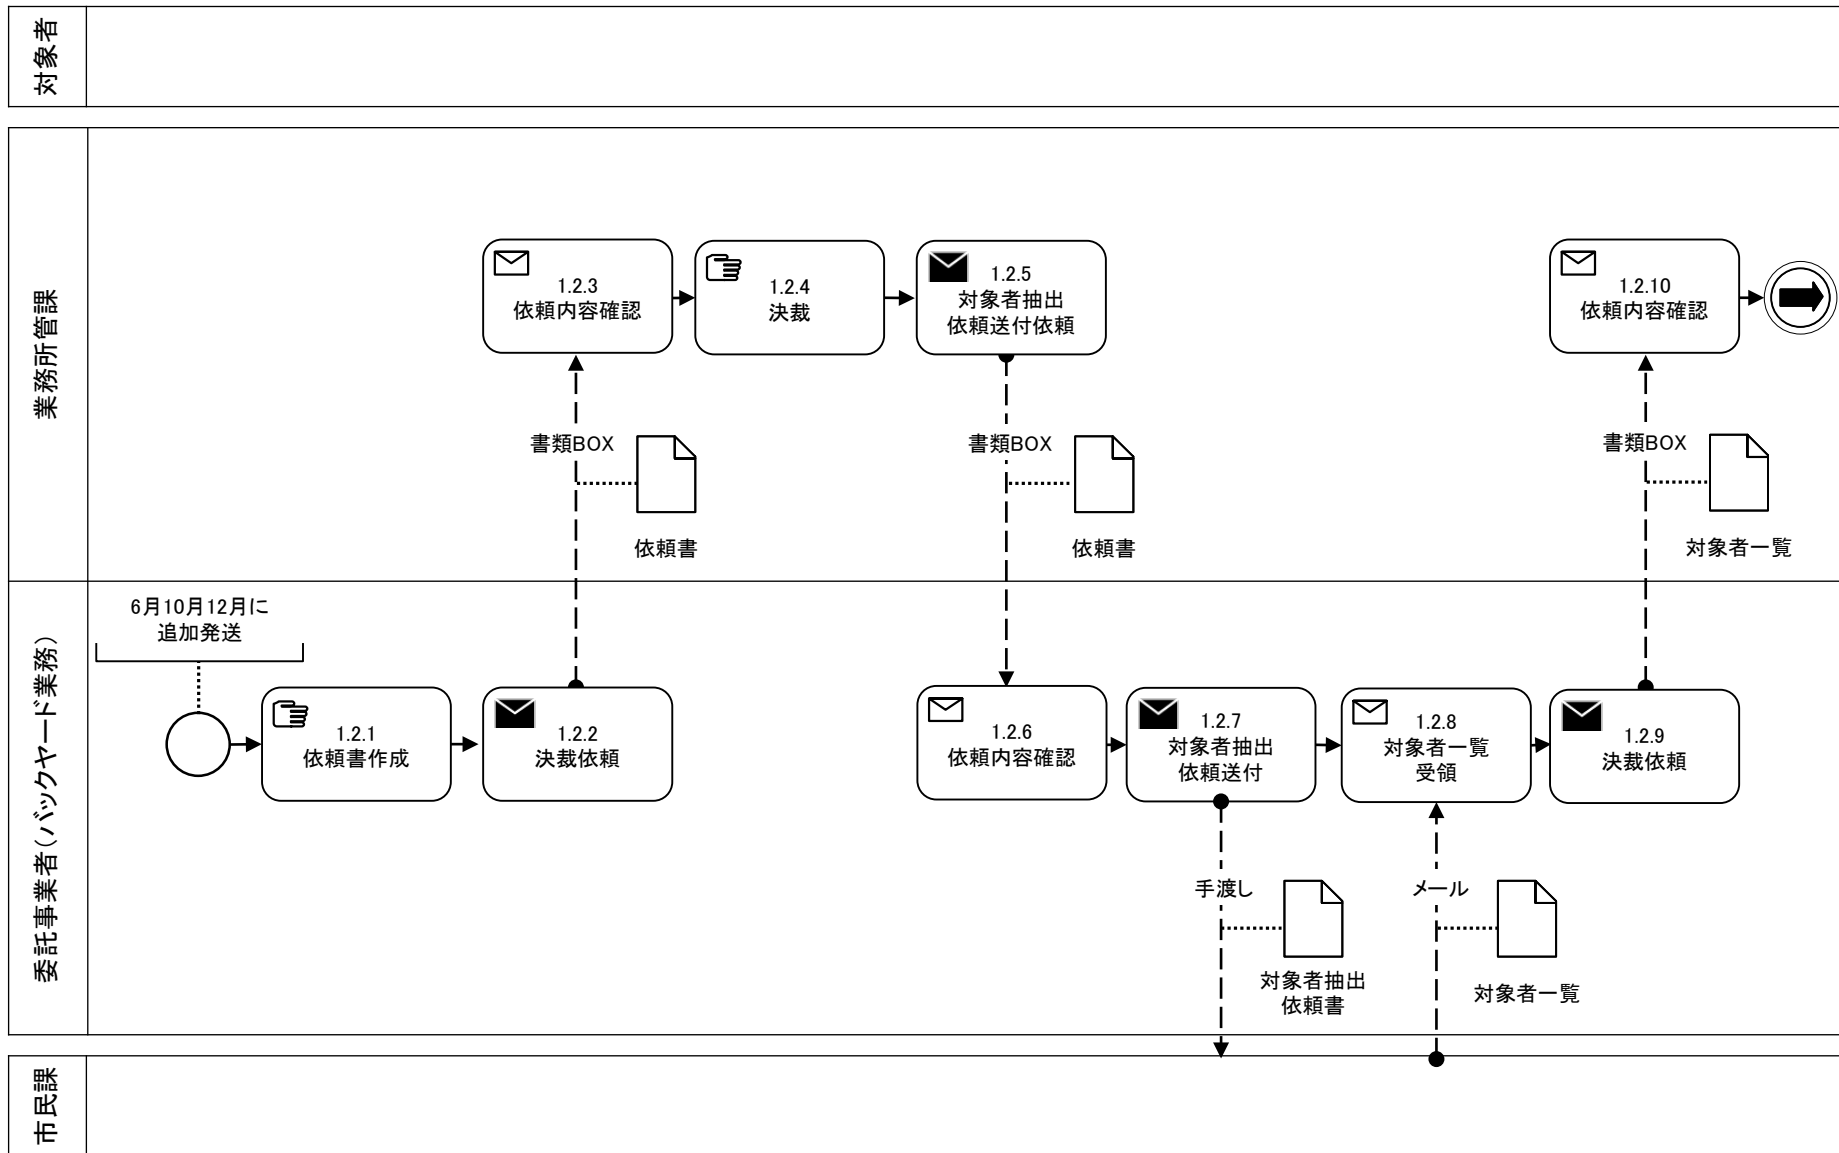 対象者
業務所管課
1.2.3
依頼内容確認
1.2.4
決裁
1.2.5
対象者抽出
依頼送付依頼
1.2.10
依頼内容確認
書類BOX
依頼書
書類BOX
依頼書
書類BOX
対象者一覧
委託事業者(バックヤード業務)
6月10月12月に
追加発送
1.2.1
依頼書作成
1.2.2
決裁依頼
1.2.6
依頼内容確認
1.2.7
対象者抽出
依頼送付
1.2.8
対象者一覧
受領
1.2.9
決裁依頼
手渡し
対象者抽出
依頼書
メール
対象者一覧
市民課